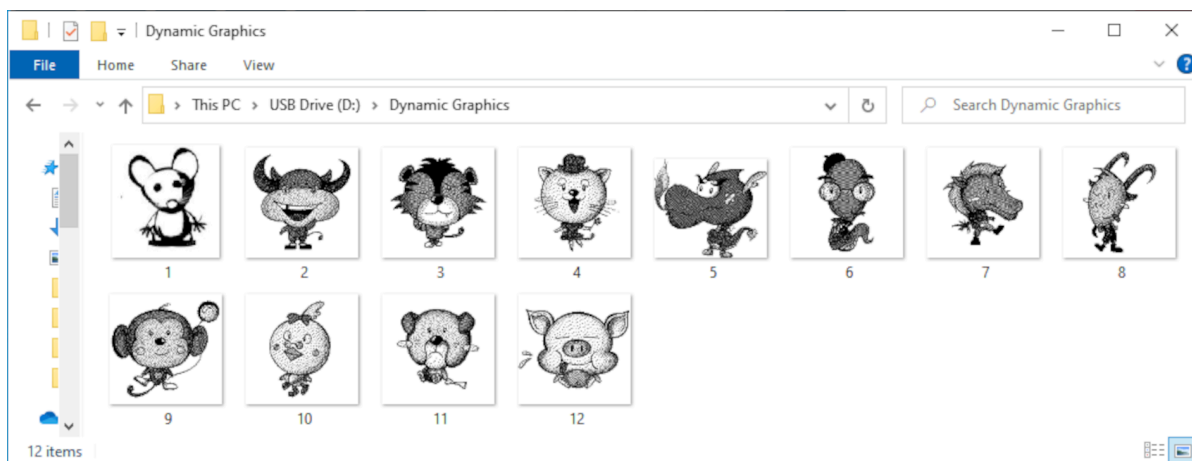 Dynamic Graphics
File Home Share View
This PC > USB Drive (D:) > Dynamic Graphics
Search Dynamic Graphics
1 2 3 4 5 6 7 8
9 10 11 12
12 items